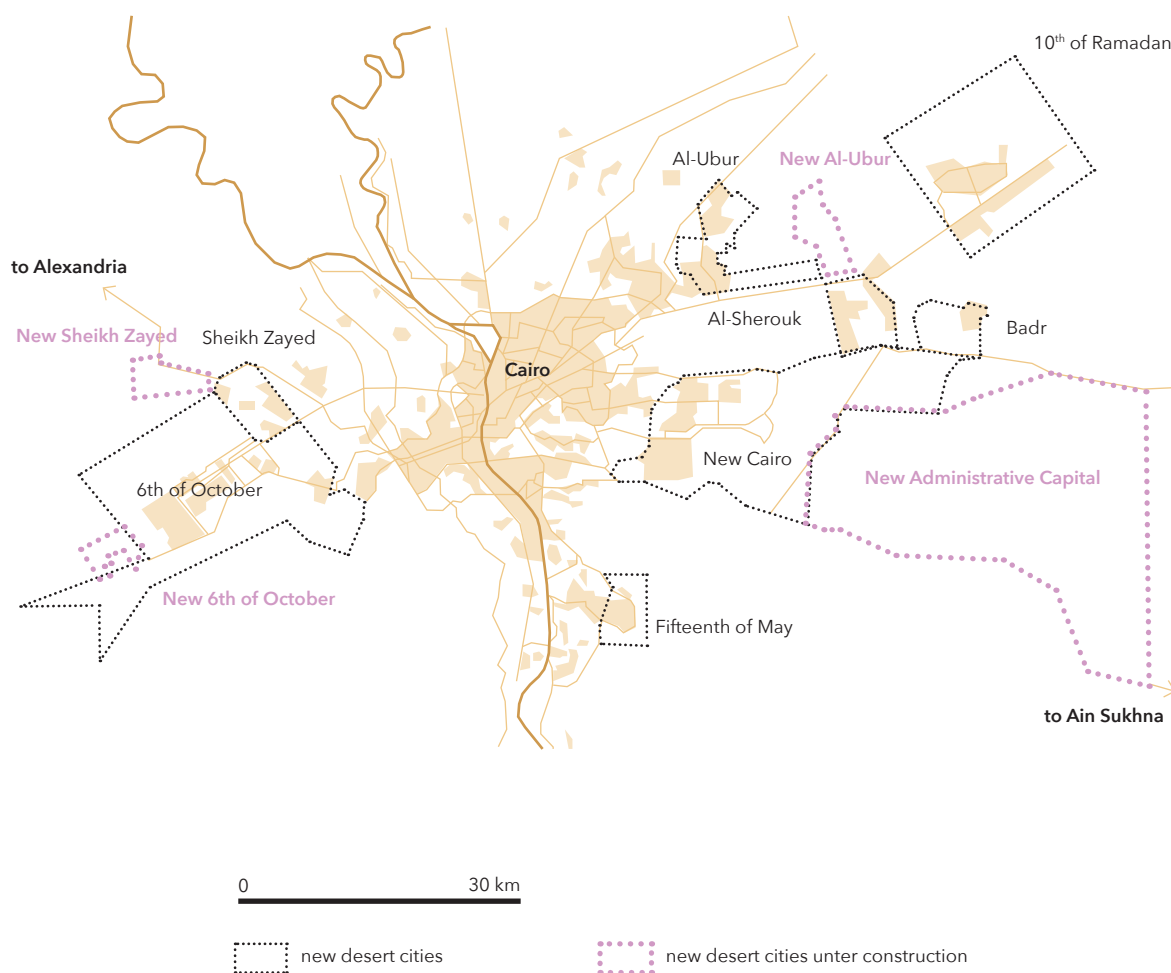 10th of Ramadan
Al-Ubur
New Al-Ubur
to Alexandria
New Sheikh Zayed
Sheikh Zayed
Al-Sherouk
Badr
Cairo
New Cairo
New Administrative Capital
6th of October
New 6th of October
Fifteenth of May
to Ain Sukhna
0
30 km
new desert cities
new desert cities unter construction